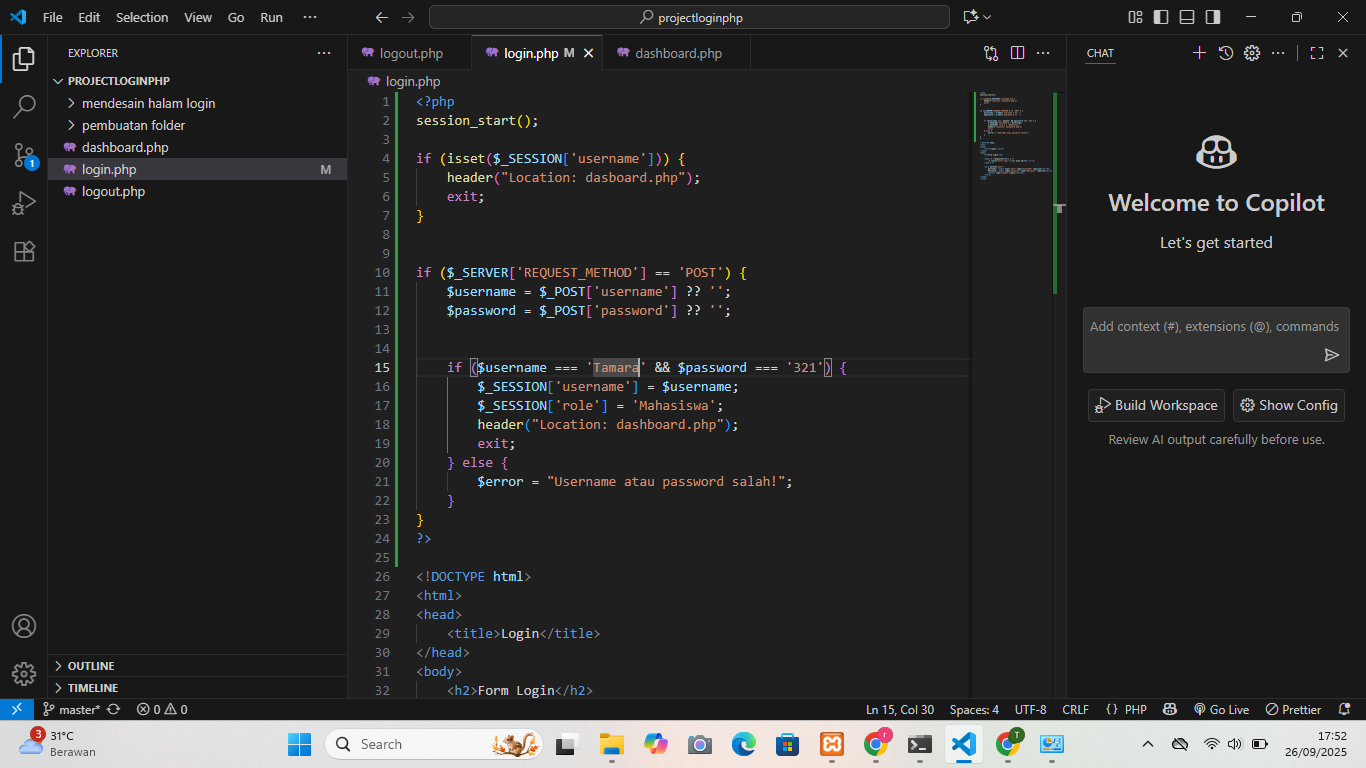 File Edit Selection View Go Run ···
projectloginphp
EXPLORER ···
PROJECTLOGINPHP
mendesain halam login
pembuatan folder
dashboard.php
login.php M
logout.php
1
OUTLINE
TIMELINE
logout.php
login.php M
dashboard.php
login.php
1 <?php
2 session_start();
3
4 if (isset($_SESSION['username'])) {
5     header("Location: dasboard.php");
6     exit;
7 }
8
9
10 if ($_SERVER['REQUEST_METHOD'] == 'POST') {
11     $username = $_POST['username'] ?? '';
12     $password = $_POST['password'] ?? '';
13
14
15     if ($username === 'Tamara' && $password === '321') {
16         $_SESSION['username'] = $username;
17         $_SESSION['role'] = 'Mahasiswa';
18         header("Location: dashboard.php");
19         exit;
20     } else {
21         $error = "Username atau password salah!";
22     }
23 }
24 ?>
25
26 <!DOCTYPE html>
27 <html>
28 <head>
29     <title>Login</title>
30 </head>
31 <body>
32     <h2>Form Login</h2>
CHAT
Welcome to Copilot
Let's get started
Add context (#), extensions (@), commands
Build Workspace
Show Config
Review AI output carefully before use.
master* 0 0
Ln 15, Col 30 Spaces: 4 UTF-8 CRLF {} PHP Go Live Prettier
3
31°C
Berawan
Search
r
T
17:52
26/09/2025